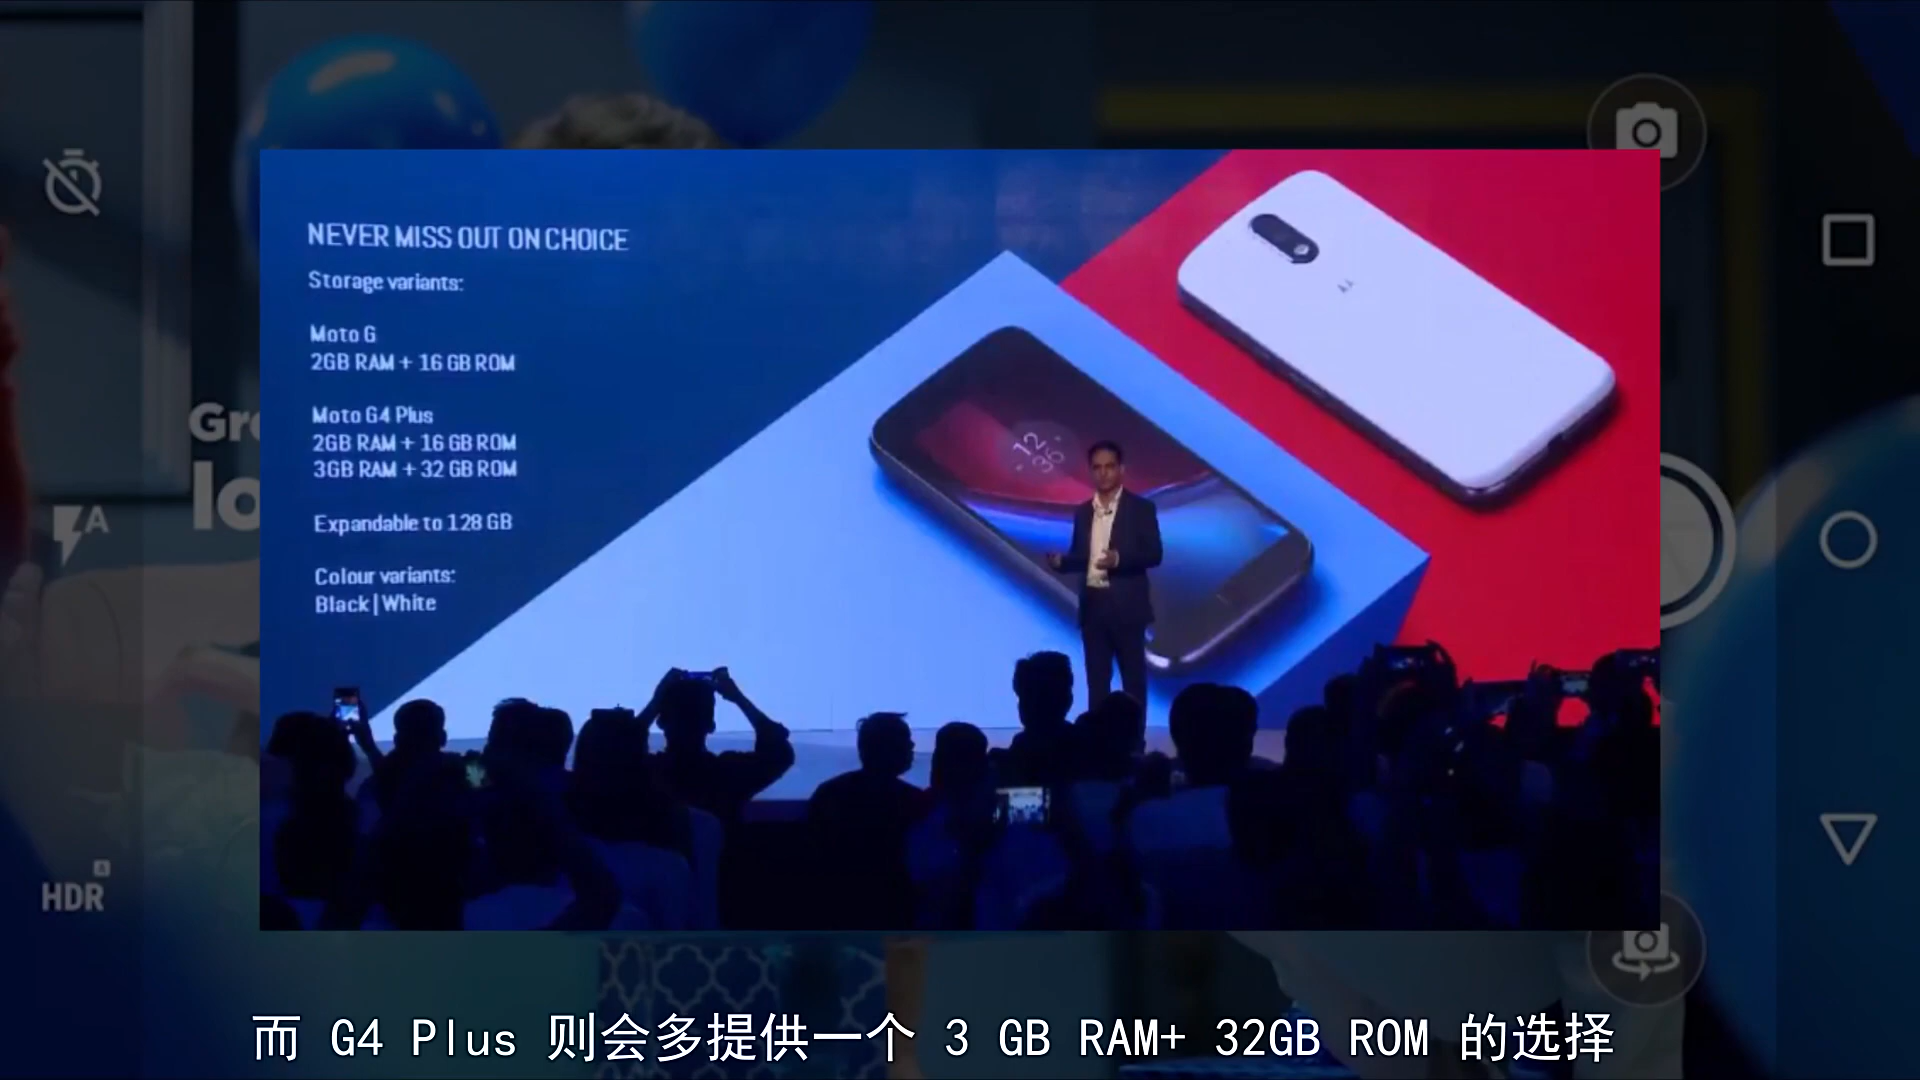 NEVER MISS OUT ON CHOICE
Storage variants:
Moto G
2GB RAM + 16 GB ROM
Moto G4 Plus
2GB RAM + 16 GB ROM
3GB RAM + 32 GB ROM
Expandable to 128 GB
Colour variants:
Black|White
12
35
A
HDR
而 G4 Plus 则会多提供一个 3 GB RAM+ 32GB ROM 的选择